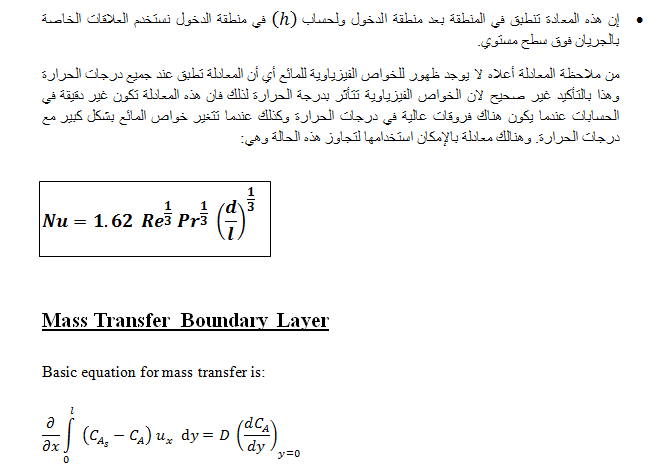 • إن هذه المعادة تنطبق في المنطقة بعد منطقة الدخول ولحساب (h) في منطقة الدخول نستخدم العلاقات الخاصة
بالجريان فوق سطح مستوي.
من ملاحظة المعادلة أعلاه لا يوجد ظهور للخواص الفيزياوية للمائع أي أن المعادلة تطبق عند جميع درجات الحرارة
وهذا بالتأكيد غير صحيح لان الخواص الفيزياوية تتأثر بدرجة الحرارة لذلك فان هذه المعادلة تكون غير دقيقة في
الحسابات عندما يكون هناك فروقات عالية في درجات الحرارة وكذلك عندما تتغير خواص المائع بشكل كبير مع
درجات الحرارة. وهنالك معادلة بالإمكان استخدامها لتجاوز هذه الحالة وهي:
Nu = 1.62 Re^{1/3} Pr^{1/3} (d/l)^{1/3}
Mass Transfer Boundary Layer
Basic equation for mass transfer is:
∂/∂x ∫_0^l (C_{A_s} − C_A) u_x dy = D (dC_A/dy)_{y=0}